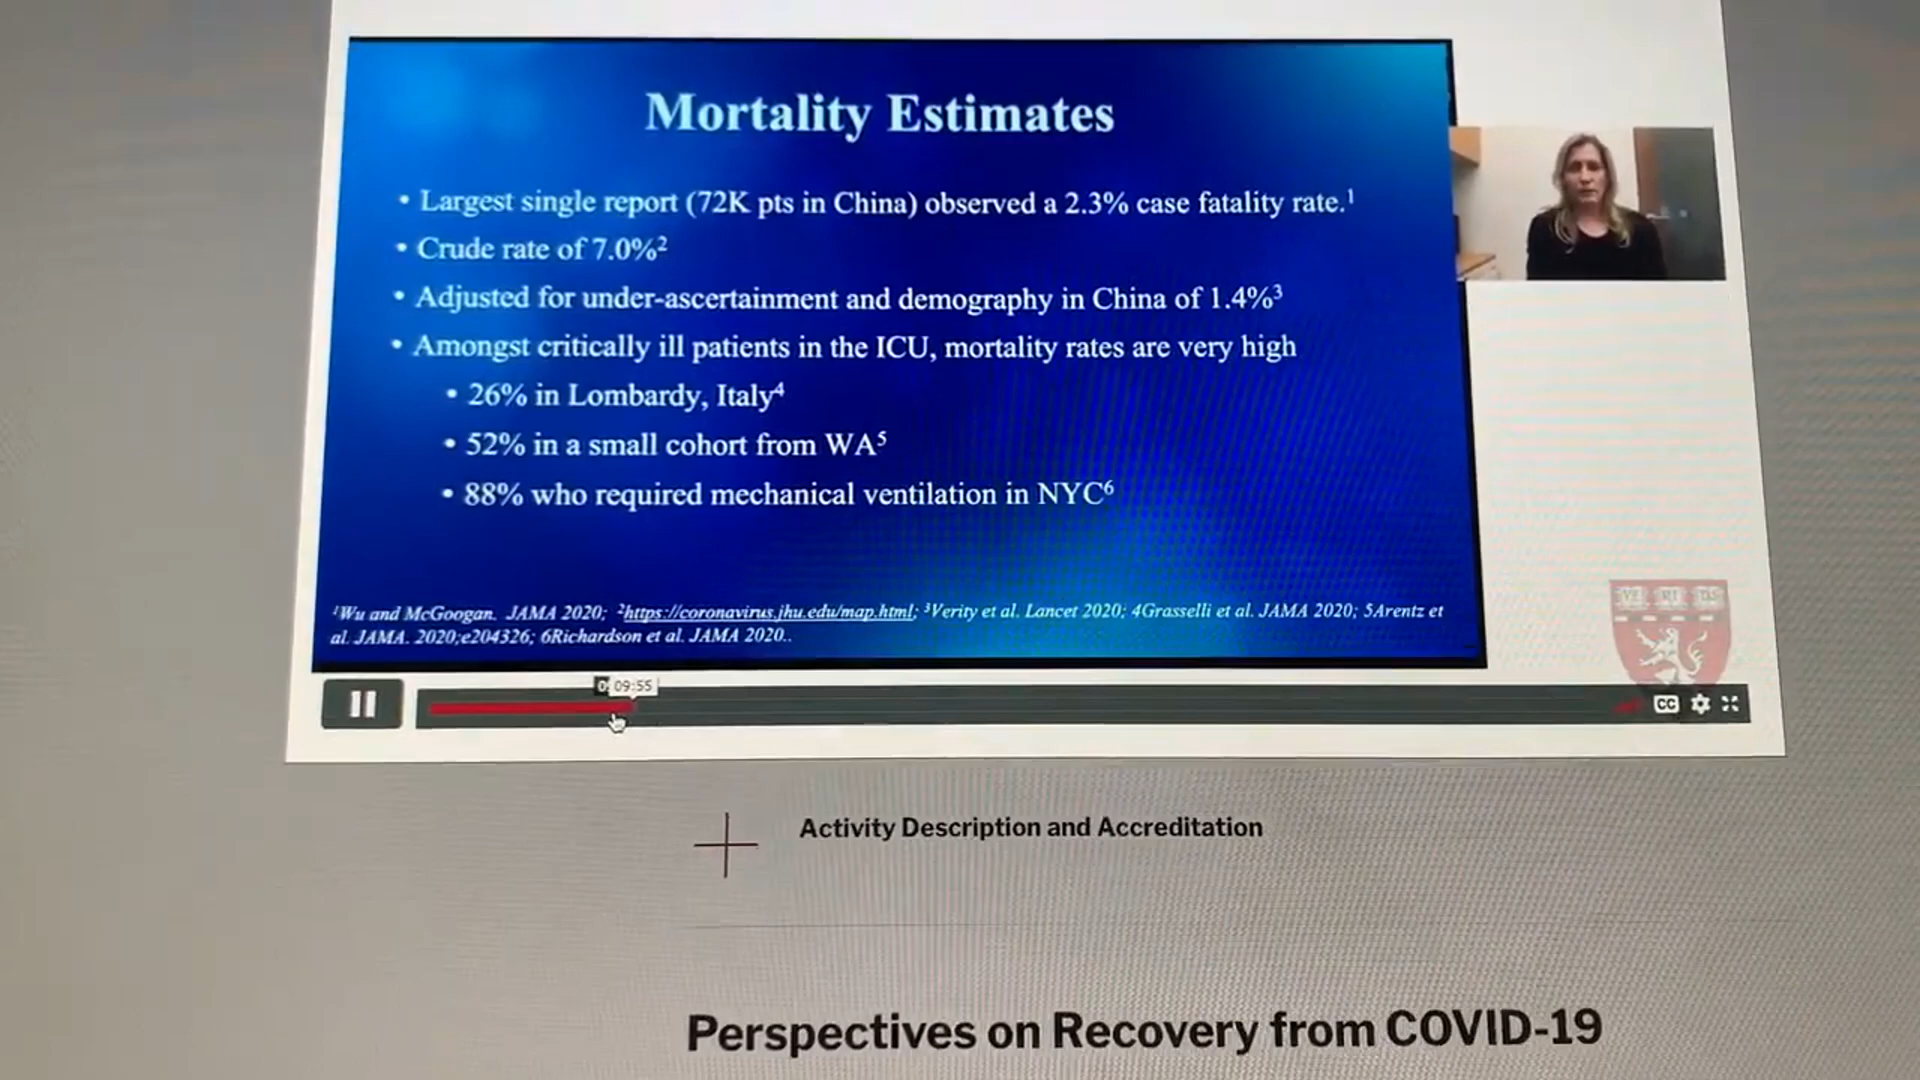 Mortality Estimates
• Largest single report (72K pts in China) observed a 2.3% case fatality rate.¹
• Crude rate of 7.0%²
• Adjusted for under-ascertainment and demography in China of 1.4%³
• Amongst critically ill patients in the ICU, mortality rates are very high
• 26% in Lombardy, Italy⁴
• 52% in a small cohort from WA⁵
• 88% who required mechanical ventilation in NYC⁶
¹Wu and McGoogan. JAMA 2020; ²https://coronavirus.jhu.edu/map.html; ³Verity et al. Lancet 2020; 4Grasselli et al. JAMA 2020; 5Arentz et
al. JAMA. 2020;e204326; 6Richardson et al. JAMA 2020..
VE RI TAS
09:55
CC
Activity Description and Accreditation
Perspectives on Recovery from COVID-19